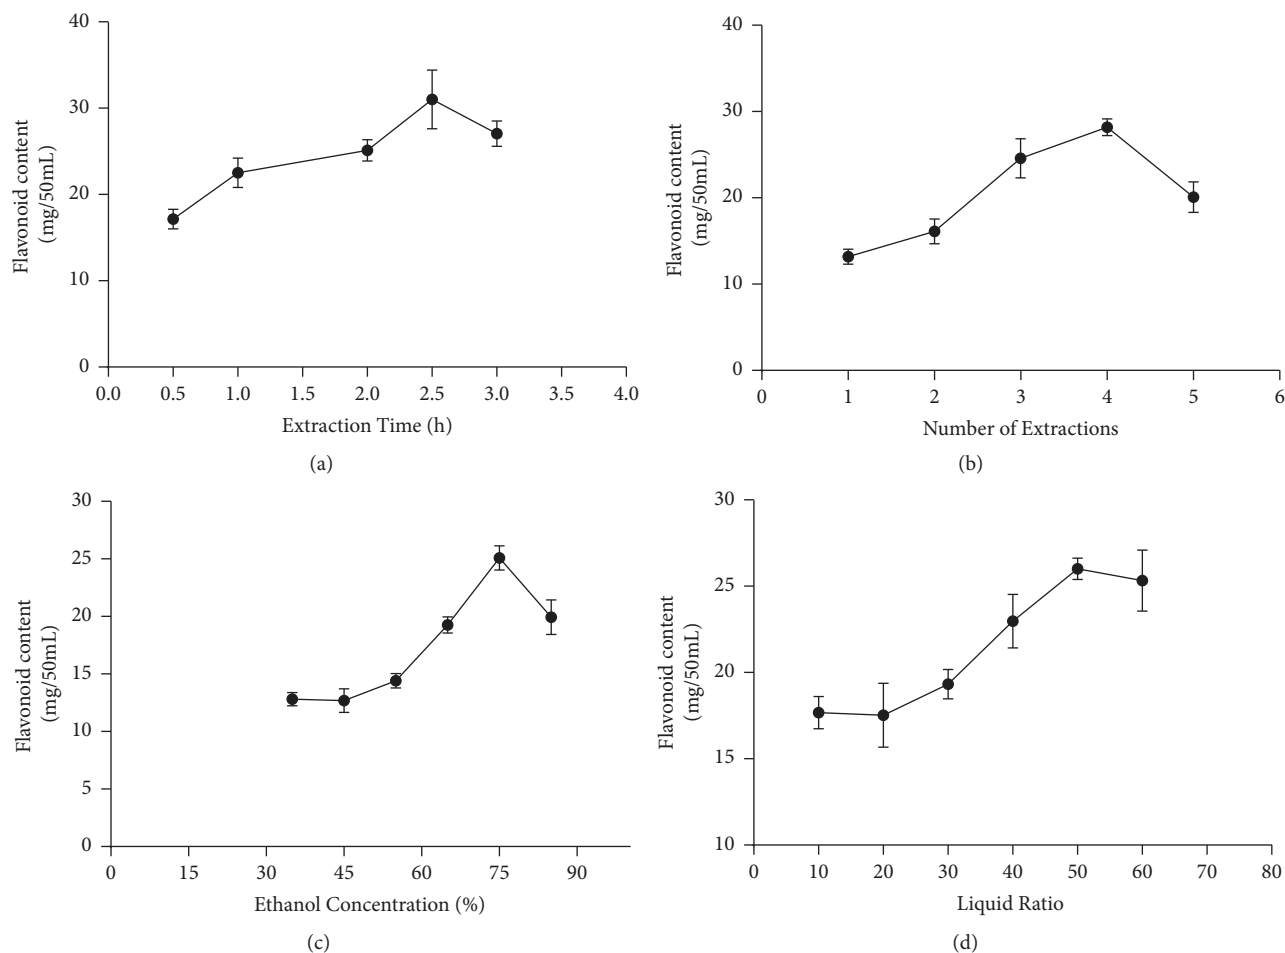 40
30
20
10
0
Flavonoid content
(mg/50mL)
0.0 0.5 1.0 2.0 2.5 3.0 3.5 4.0
Extraction Time (h)
(a)
40
30
20
10
0
Flavonoid content
(mg/50mL)
0 1 2 3 4 5 6
Number of Extractions
(b)
30
25
20
15
10
5
0
Flavonoid content
(mg/50mL)
0 15 30 45 60 75 90
Ethanol Concentration (%)
(c)
30
25
20
15
10
Flavonoid content
(mg/50mL)
0 10 20 30 40 50 60 70 80
Liquid Ratio
(d)